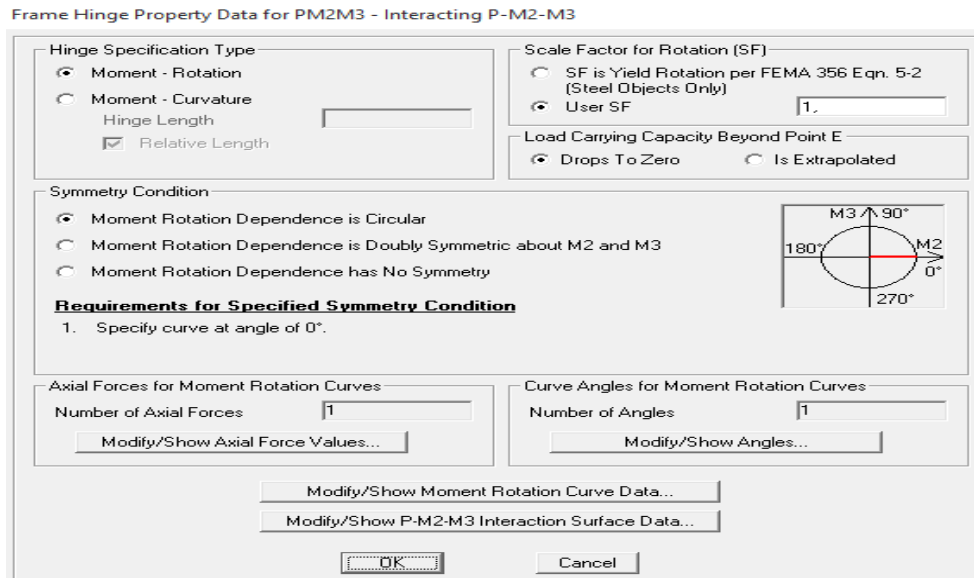 Frame Hinge Property Data for PM2M3 - Interacting P-M2-M3
Hinge Specification Type
Moment - Rotation
Moment - Curvature
Hinge Length
Relative Length
Scale Factor for Rotation (SF)
SF is Yield Rotation per FEMA 356 Eqn. 5-2
(Steel Objects Only)
User SF
1,
Load Carrying Capacity Beyond Point E
Drops To Zero
Is Extrapolated
Symmetry Condition
Moment Rotation Dependence is Circular
Moment Rotation Dependence is Doubly Symmetric about M2 and M3
Moment Rotation Dependence has No Symmetry
Requirements for Specified Symmetry Condition
1. Specify curve at angle of 0°.
M3 90°
180° M2
0°
270°
Axial Forces for Moment Rotation Curves
Number of Axial Forces 1
Modify/Show Axial Force Values...
Curve Angles for Moment Rotation Curves
Number of Angles 1
Modify/Show Angles...
Modify/Show Moment Rotation Curve Data...
Modify/Show P-M2-M3 Interaction Surface Data...
OK Cancel